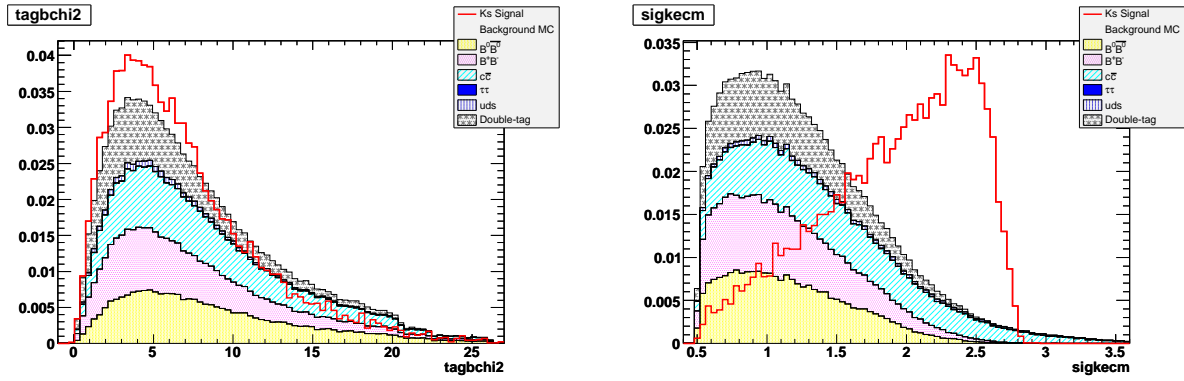 tagbchi2
Ks Signal
Background MC
B⁰B̅⁰
B⁺B⁻
cc̅
ττ
uds
Double-tag
0.04
0.035
0.03
0.025
0.02
0.015
0.01
0.005
0
0 5 10 15 20 25
tagbchi2
sigkecm
Ks Signal
Background MC
B⁰B̅⁰
B⁺B⁻
cc̅
ττ
uds
Double-tag
0.035
0.03
0.025
0.02
0.015
0.01
0.005
0
0.5 1 1.5 2 2.5 3 3.5
sigkecm